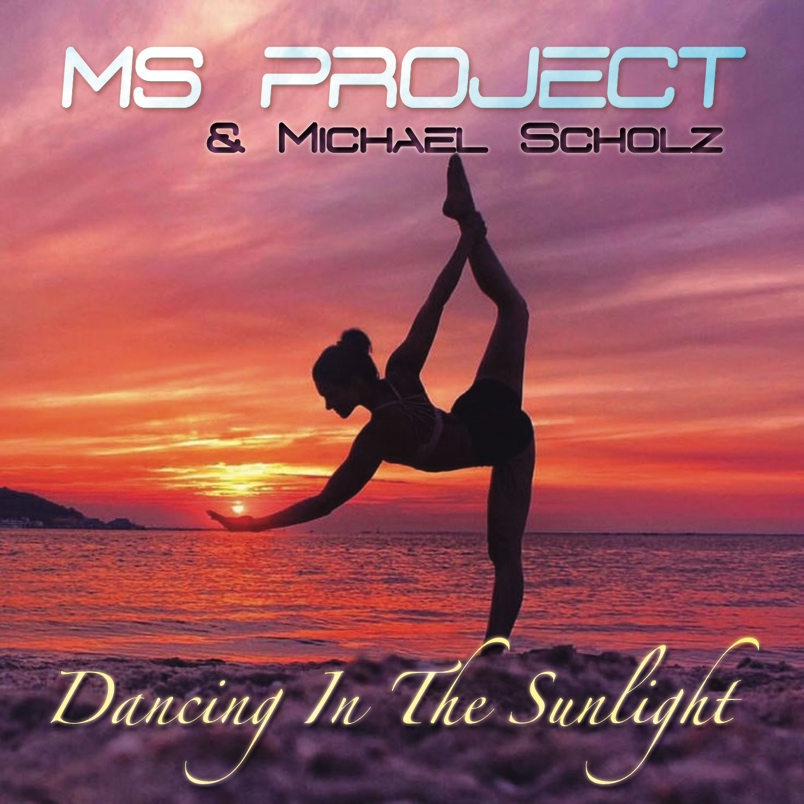 MS PROJECT
& MICHAEL SCHOLZ
Dancing In The Sunlight